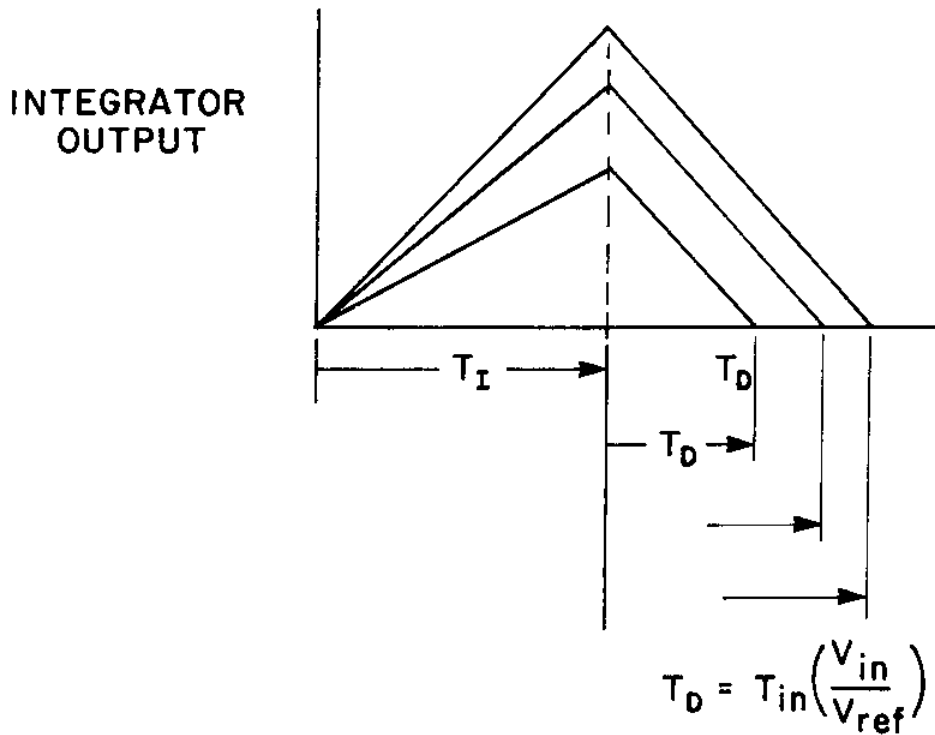 INTEGRATOR
OUTPUT
T_I
T_D
T_D
T_D = T_in(V_in/V_ref)